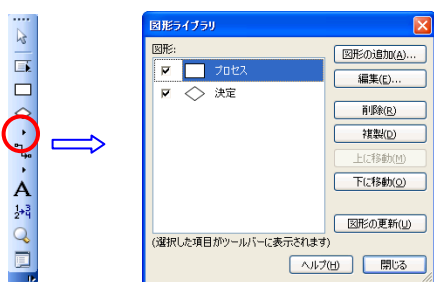 図形ライブラリ
図形:
プロセス
決定
図形の追加(A)...
編集(E)...
削除(R)
複製(D)
上に移動(M)
下に移動(O)
図形の更新(U)
(選択した項目がツールバーに表示されます)
ヘルプ(H)
閉じる
A